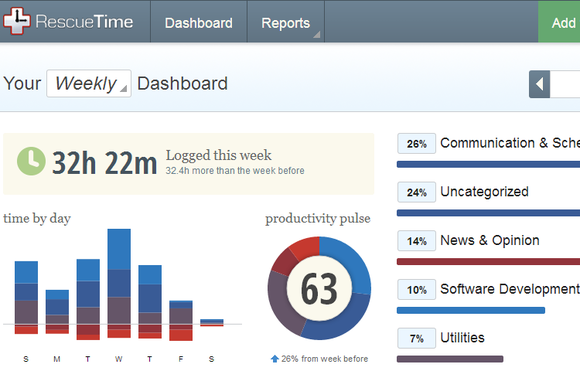 RescueTime Dashboard Reports Add
Your Weekly Dashboard
32h 22m Logged this week
32.4h more than the week before
time by day
S M T W T F S
productivity pulse
63
26% from week before
26% Communication & Sche
24% Uncategorized
14% News & Opinion
10% Software Development
7% Utilities